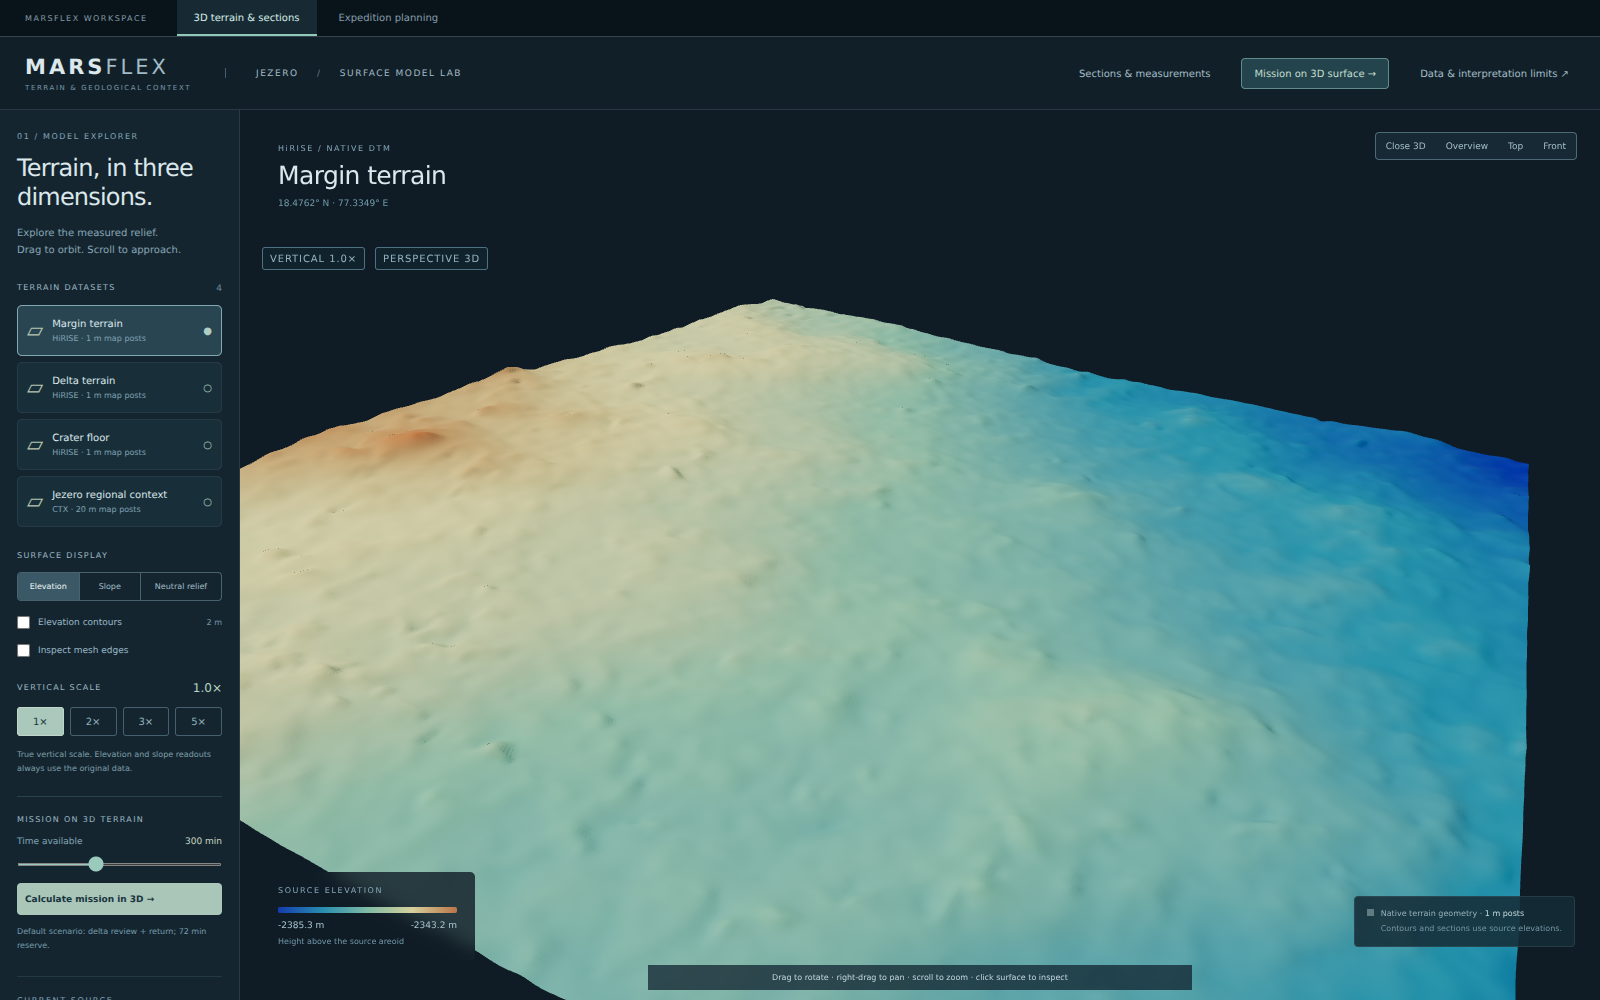 MARSFLEX WORKSPACE
3D terrain & sections
Expedition planning
MARSFLEX
TERRAIN & GEOLOGICAL CONTEXT
JEZERO / SURFACE MODEL LAB
Sections & measurements
Mission on 3D surface →
Data & interpretation limits ↗
01 / MODEL EXPLORER
Terrain, in three
dimensions.
Explore the measured relief.
Drag to orbit. Scroll to approach.
TERRAIN DATASETS 4
Margin terrain
HiRISE · 1 m map posts
Delta terrain
HiRISE · 1 m map posts
Crater floor
HiRISE · 1 m map posts
Jezero regional context
CTX · 20 m map posts
SURFACE DISPLAY
Elevation Slope Neutral relief
Elevation contours 2 m
Inspect mesh edges
VERTICAL SCALE 1.0×
1× 2× 3× 5×
True vertical scale. Elevation and slope readouts
always use the original data.
MISSION ON 3D TERRAIN
Time available 300 min
Calculate mission in 3D →
Default scenario: delta review + return; 72 min
reserve.
CURRENT SOURCE
HiRISE / NATIVE DTM
Margin terrain
18.4762° N · 77.3349° E
VERTICAL 1.0×
PERSPECTIVE 3D
Close 3D Overview Top Front
SOURCE ELEVATION
-2385.3 m -2343.2 m
Height above the source areoid
Native terrain geometry · 1 m posts
Contours and sections use source elevations.
Drag to rotate · right-drag to pan · scroll to zoom · click surface to inspect